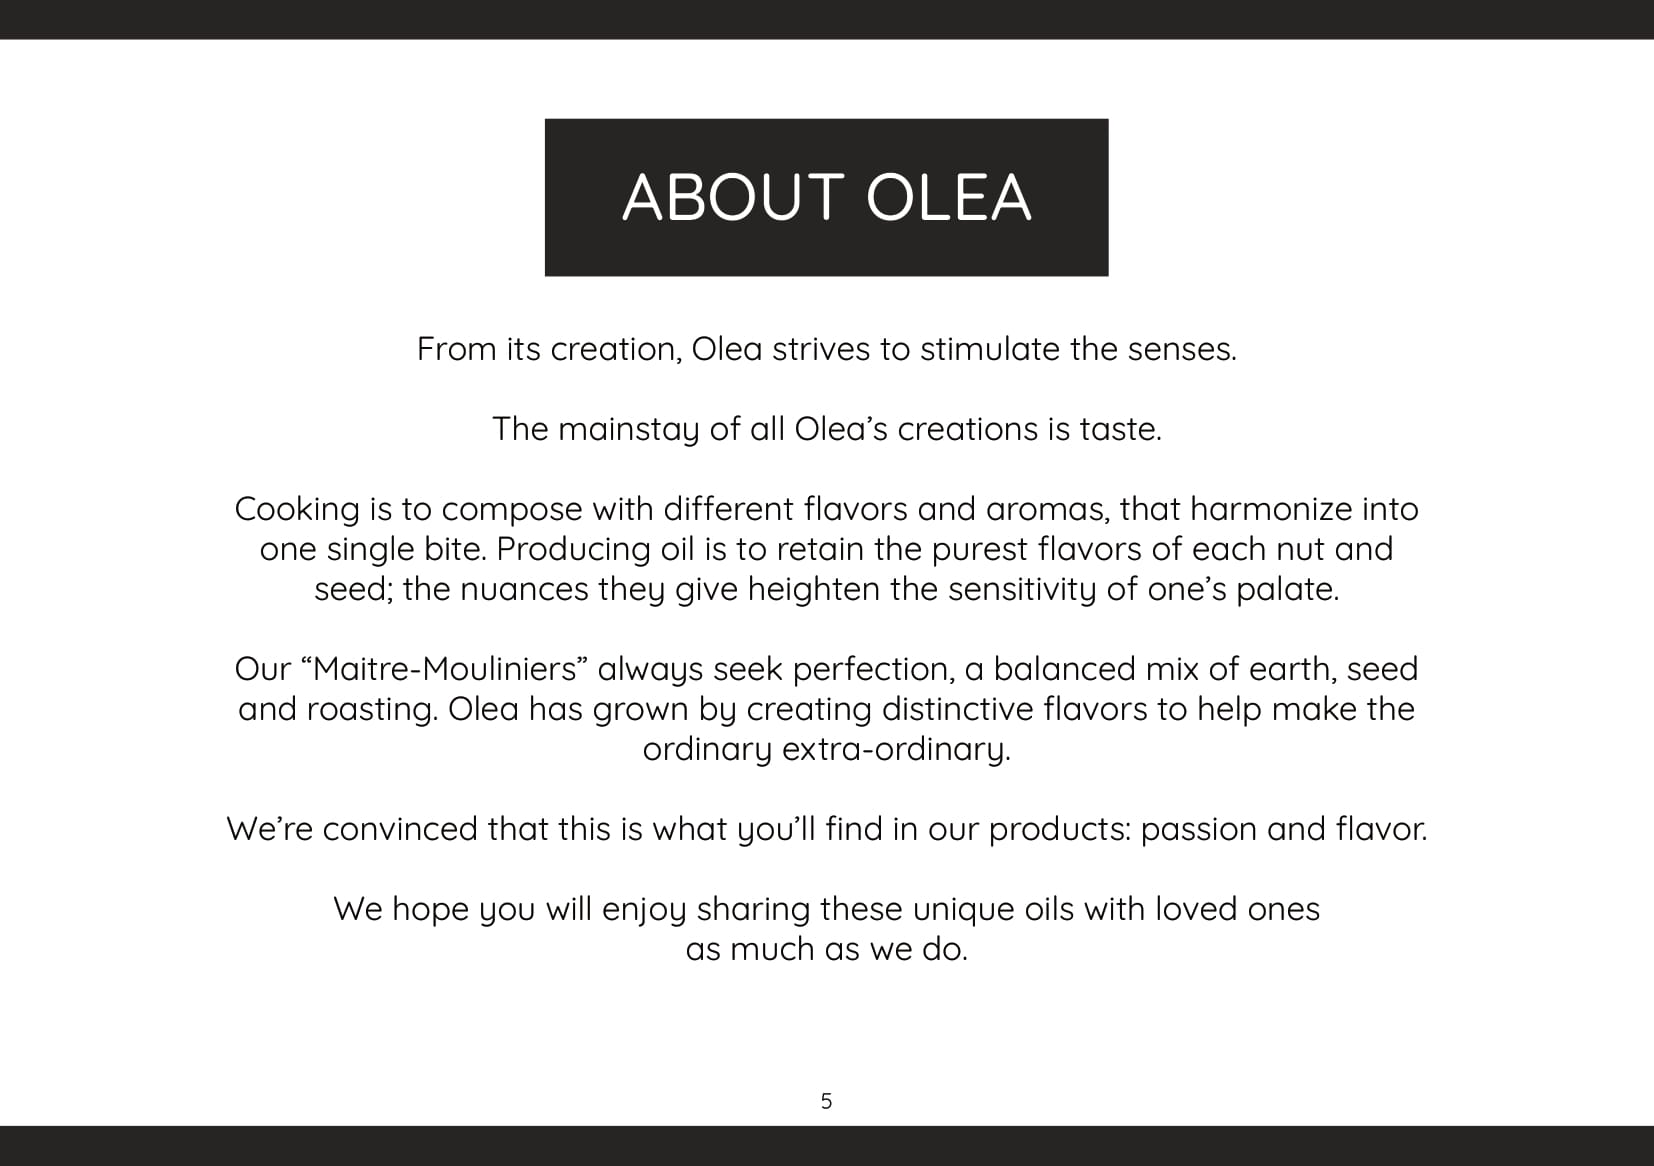 ABOUT OLEA
From its creation, Olea strives to stimulate the senses.
The mainstay of all Olea’s creations is taste.
Cooking is to compose with different flavors and aromas, that harmonize into
one single bite. Producing oil is to retain the purest flavors of each nut and
seed; the nuances they give heighten the sensitivity of one’s palate.
Our “Maitre-Mouliniers” always seek perfection, a balanced mix of earth, seed
and roasting. Olea has grown by creating distinctive flavors to help make the
ordinary extra-ordinary.
We’re convinced that this is what you’ll find in our products: passion and flavor.
We hope you will enjoy sharing these unique oils with loved ones
as much as we do.
5